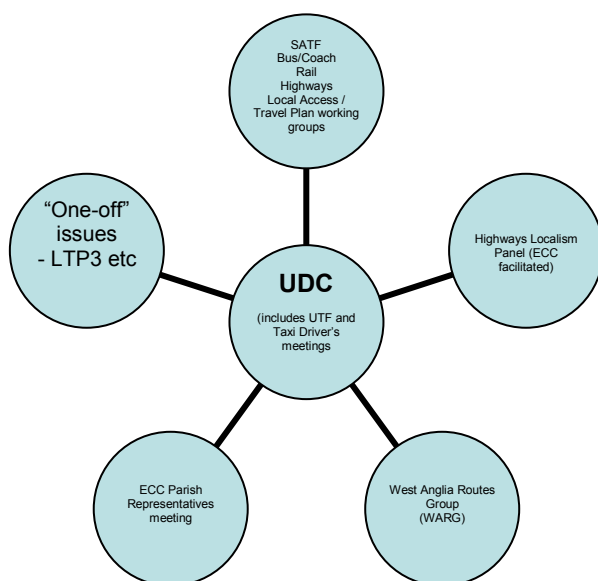 SATF
Bus/Coach
Rail
Highways
Local Access /
Travel Plan working
groups
“One-off”
issues
- LTP3 etc
Highways Localism
Panel (ECC
facilitated)
UDC
(includes UTF and
Taxi Driver’s
meetings
ECC Parish
Representatives
meeting
West Anglia Routes
Group
(WARG)